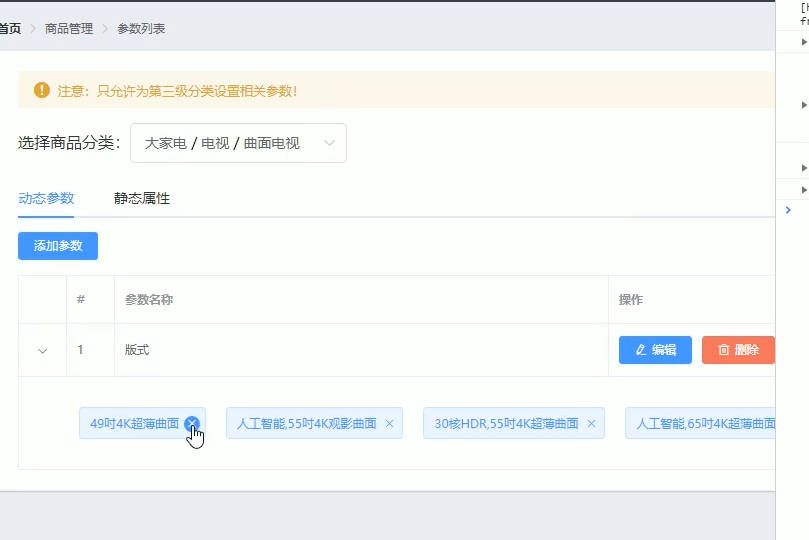 首页 > 商品管理 > 参数列表
注意：只允许为第三级分类设置相关参数！
选择商品分类： 大家电 / 电视 / 曲面电视
动态参数 静态属性
添加参数
# 参数名称 操作
1 版式 编辑 删除
49吋4K超薄曲面 人工智能,55吋4K观影曲面 30核HDR,55吋4K超薄曲面 人工智能,65吋4K超薄曲面